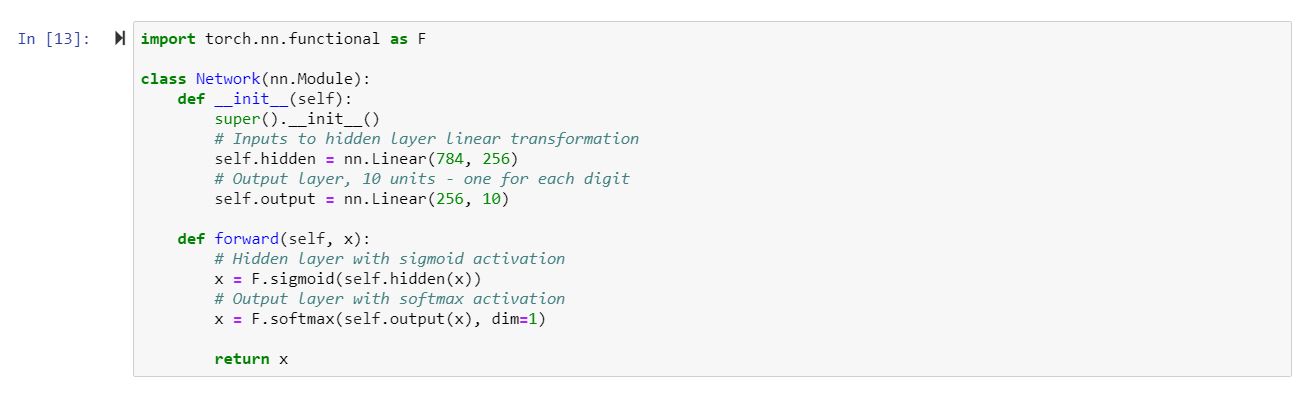 In [13]: import torch.nn.functional as F
class Network(nn.Module):
    def __init__(self):
        super().__init__()
        # Inputs to hidden layer linear transformation
        self.hidden = nn.Linear(784, 256)
        # Output layer, 10 units - one for each digit
        self.output = nn.Linear(256, 10)
    def forward(self, x):
        # Hidden layer with sigmoid activation
        x = F.sigmoid(self.hidden(x))
        # Output layer with softmax activation
        x = F.softmax(self.output(x), dim=1)
        return x